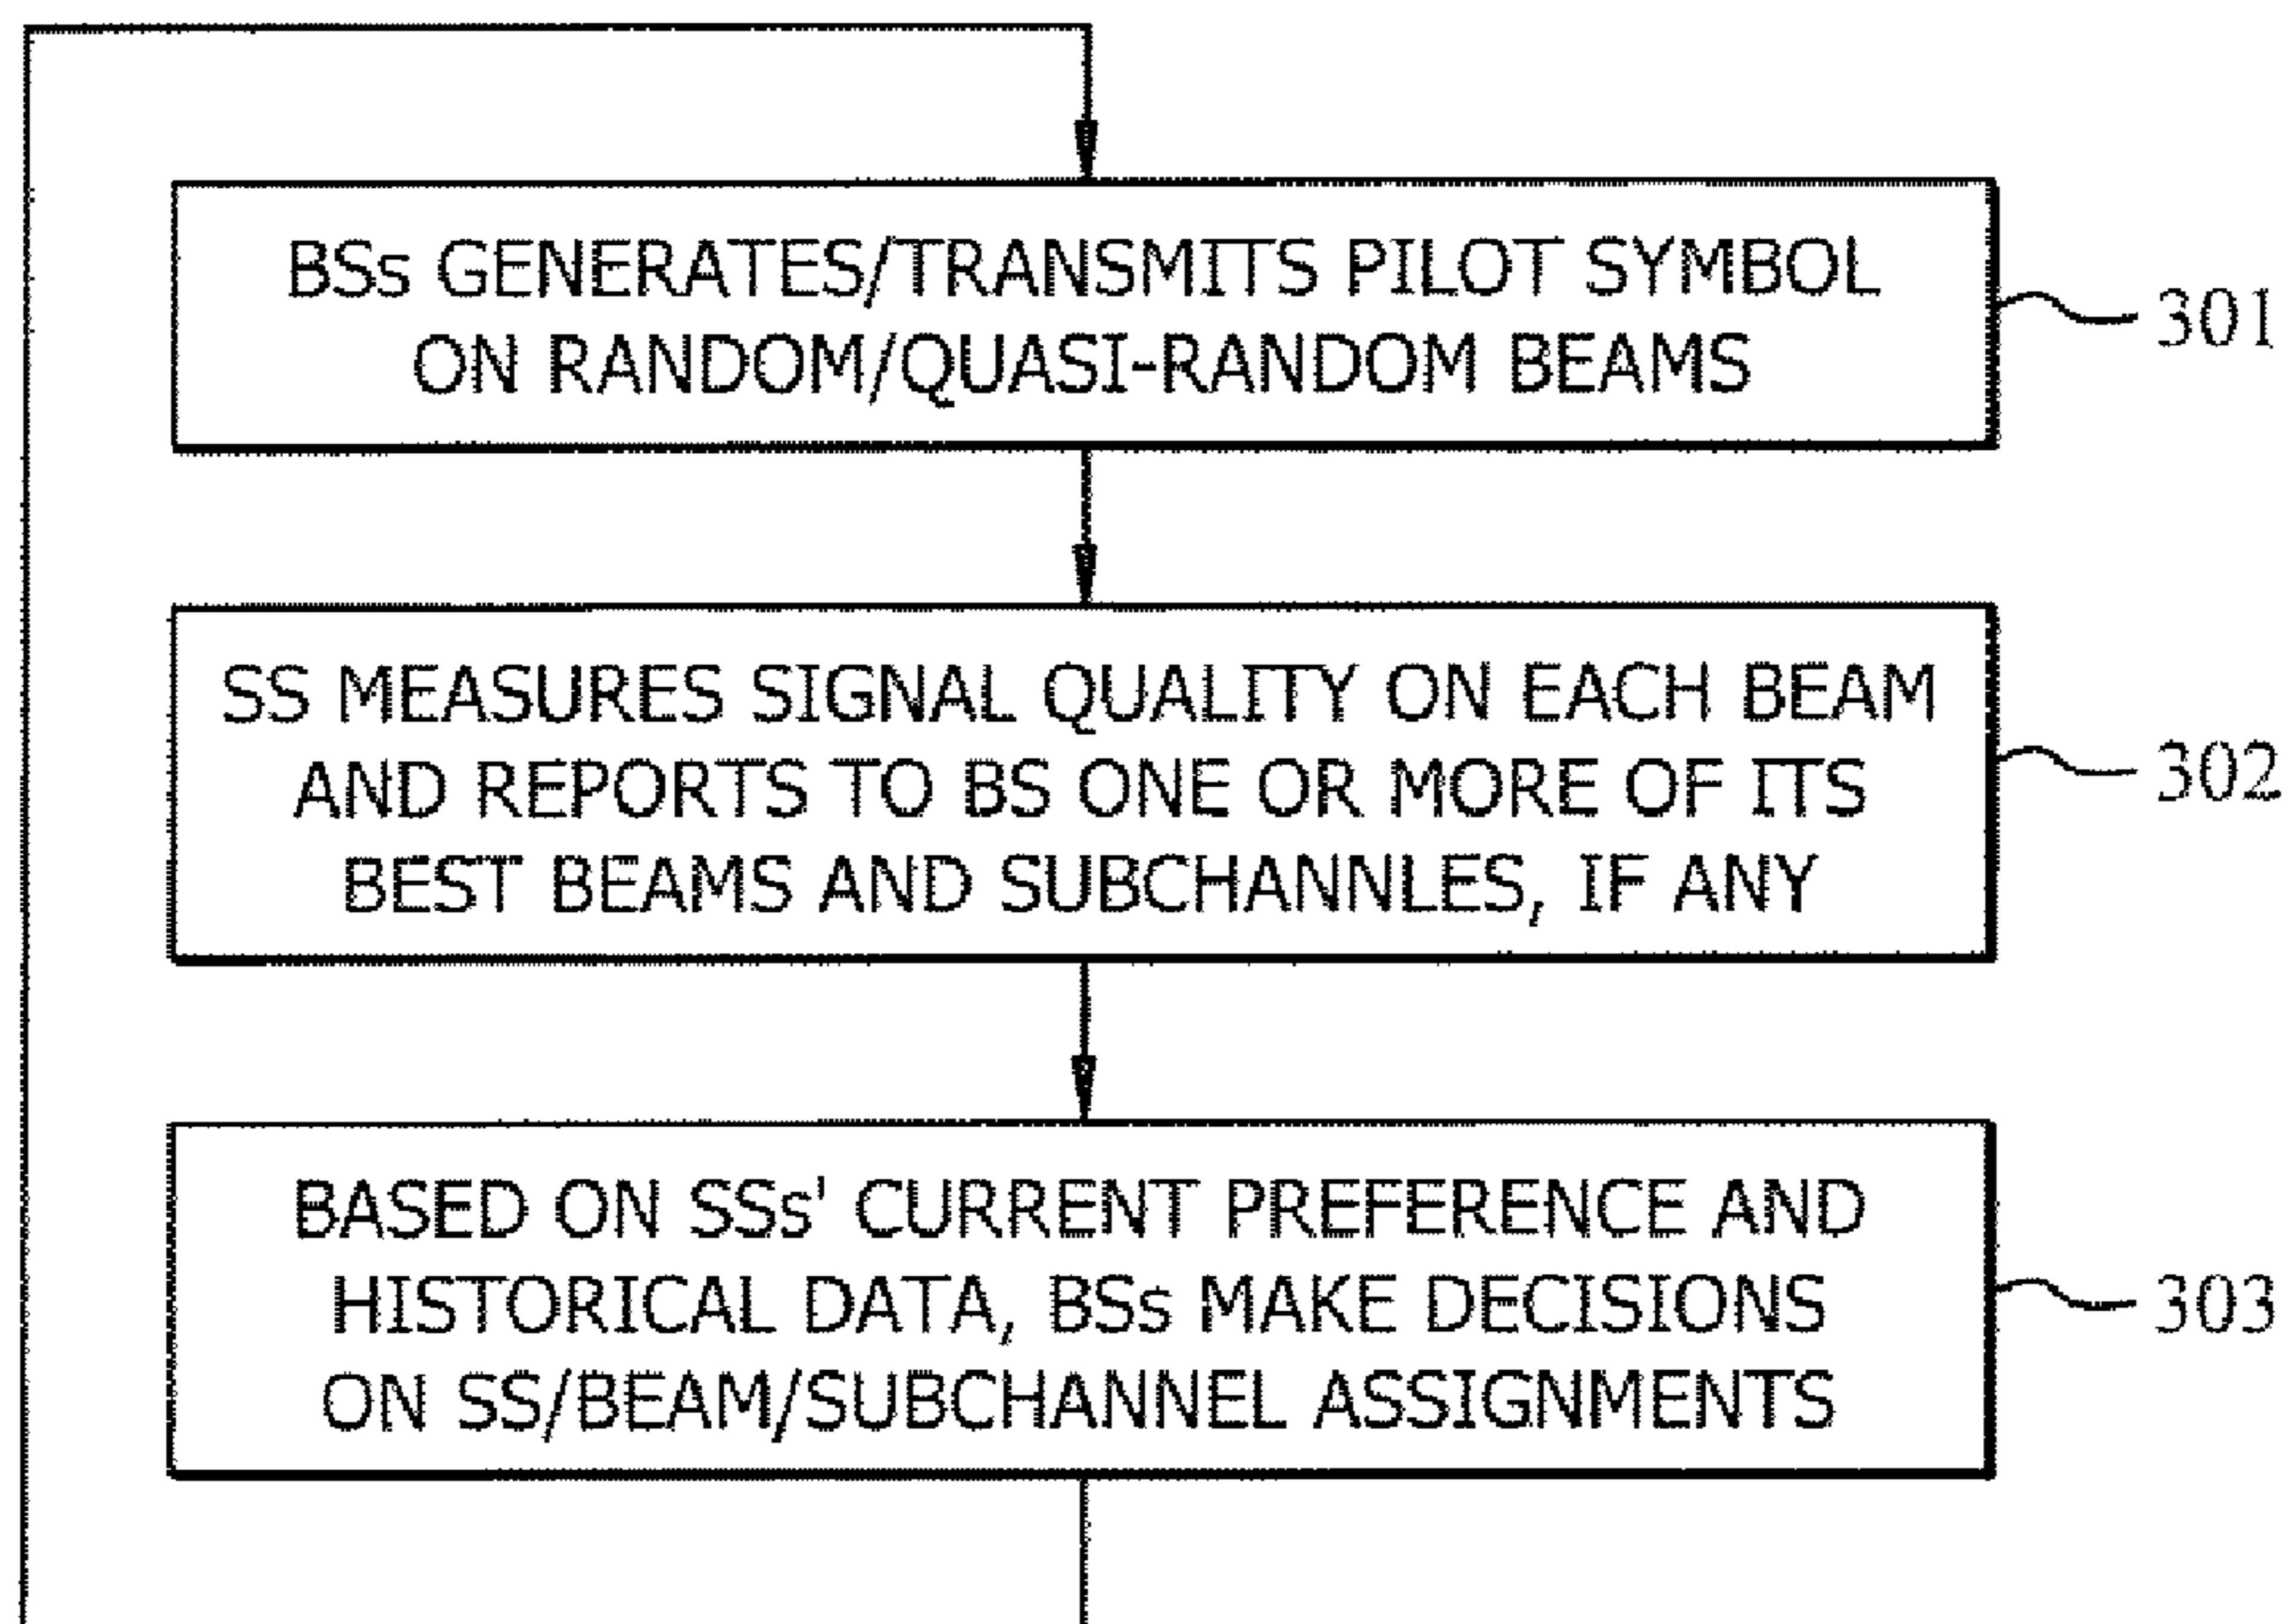 BSs GENERATES/TRANSMITS PILOT SYMBOL
ON RANDOM/QUASI-RANDOM BEAMS
301
SS MEASURES SIGNAL QUALITY ON EACH BEAM
AND REPORTS TO BS ONE OR MORE OF ITS
BEST BEAMS AND SUBCHANNLES, IF ANY
302
BASED ON SSs' CURRENT PREFERENCE AND
HISTORICAL DATA, BSs MAKE DECISIONS
ON SS/BEAM/SUBCHANNEL ASSIGNMENTS
303